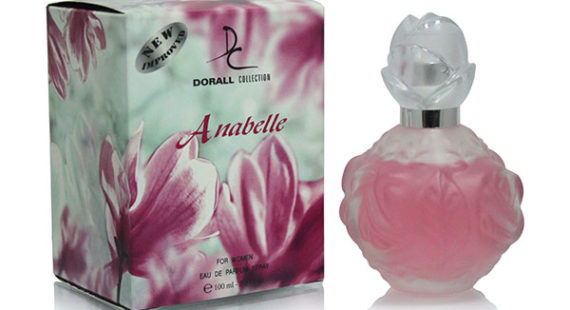 NEW
IMPROVED
DC
DORALL COLLECTION
Anabelle
FOR WOMEN
EAU DE PARFUM SPRAY
℮ 100 ml -